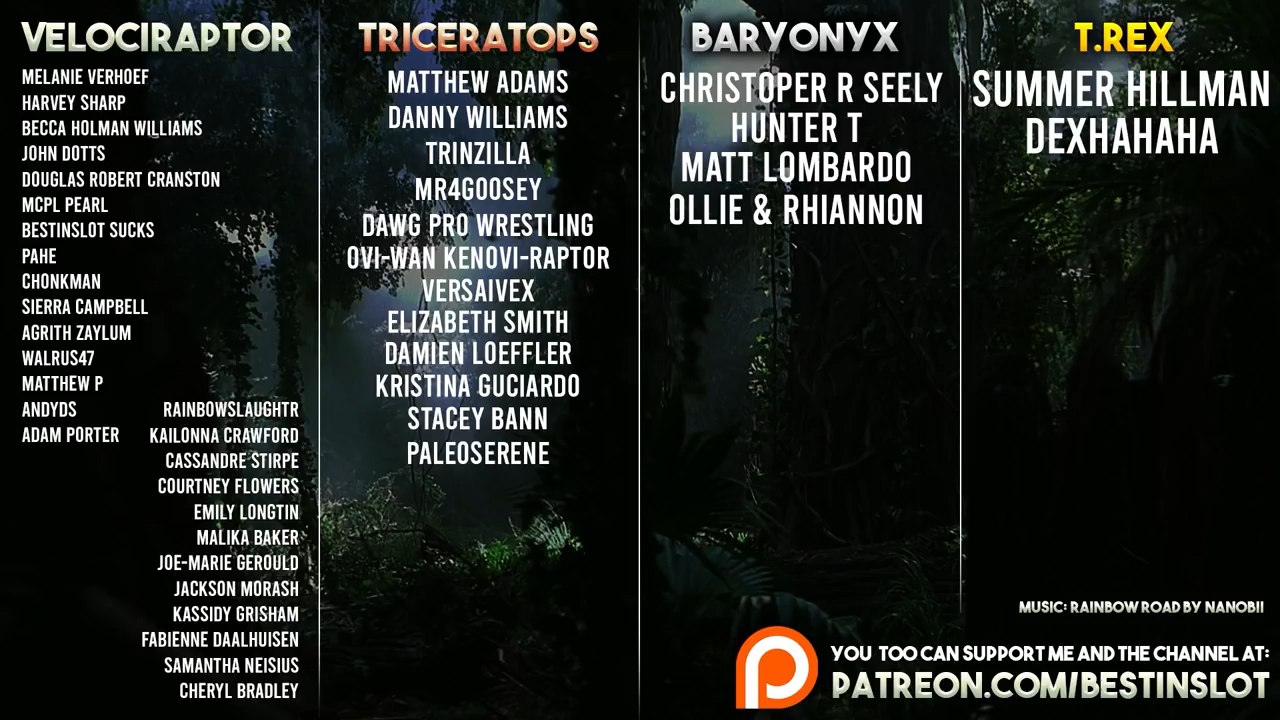 VELOCIRAPTOR
MELANIE VERHOEF
HARVEY SHARP
BECCA HOLMAN WILLIAMS
JOHN DOTTS
DOUGLAS ROBERT CRANSTON
MCPL PEARL
BESTINSLOT SUCKS
PAHE
CHONKMAN
SIERRA CAMPBELL
AGRITH ZAYLUM
WALRUS47
MATTHEW P
ANDYDS
ADAM PORTER
RAINBOWSLAUGHTR
KAILONNA CRAWFORD
CASSANDRE STIRPE
COURTNEY FLOWERS
EMILY LONGTIN
MALIKA BAKER
JOE-MARIE GEROULD
JACKSON MORASH
KASSIDY GRISHAM
FABIENNE DAALHUISEN
SAMANTHA NEISIUS
CHERYL BRADLEY
TRICERATOPS
MATTHEW ADAMS
DANNY WILLIAMS
TRINZILLA
MR4GOOSEY
DAWG PRO WRESTLING
OVI-WAN KENOVI-RAPTOR
VERSAIVEX
ELIZABETH SMITH
DAMIEN LOEFFLER
KRISTINA GUCIARDO
STACEY BANN
PALEOSERENE
BARYONYX
CHRISTOPER R SEELY
HUNTER T
MATT LOMBARDO
OLLIE & RHIANNON
T.REX
SUMMER HILLMAN
DEXHAHAHA
MUSIC: RAINBOW ROAD BY NANOBII
YOU TOO CAN SUPPORT ME AND THE CHANNEL AT:
PATREON.COM/BESTINSLOT